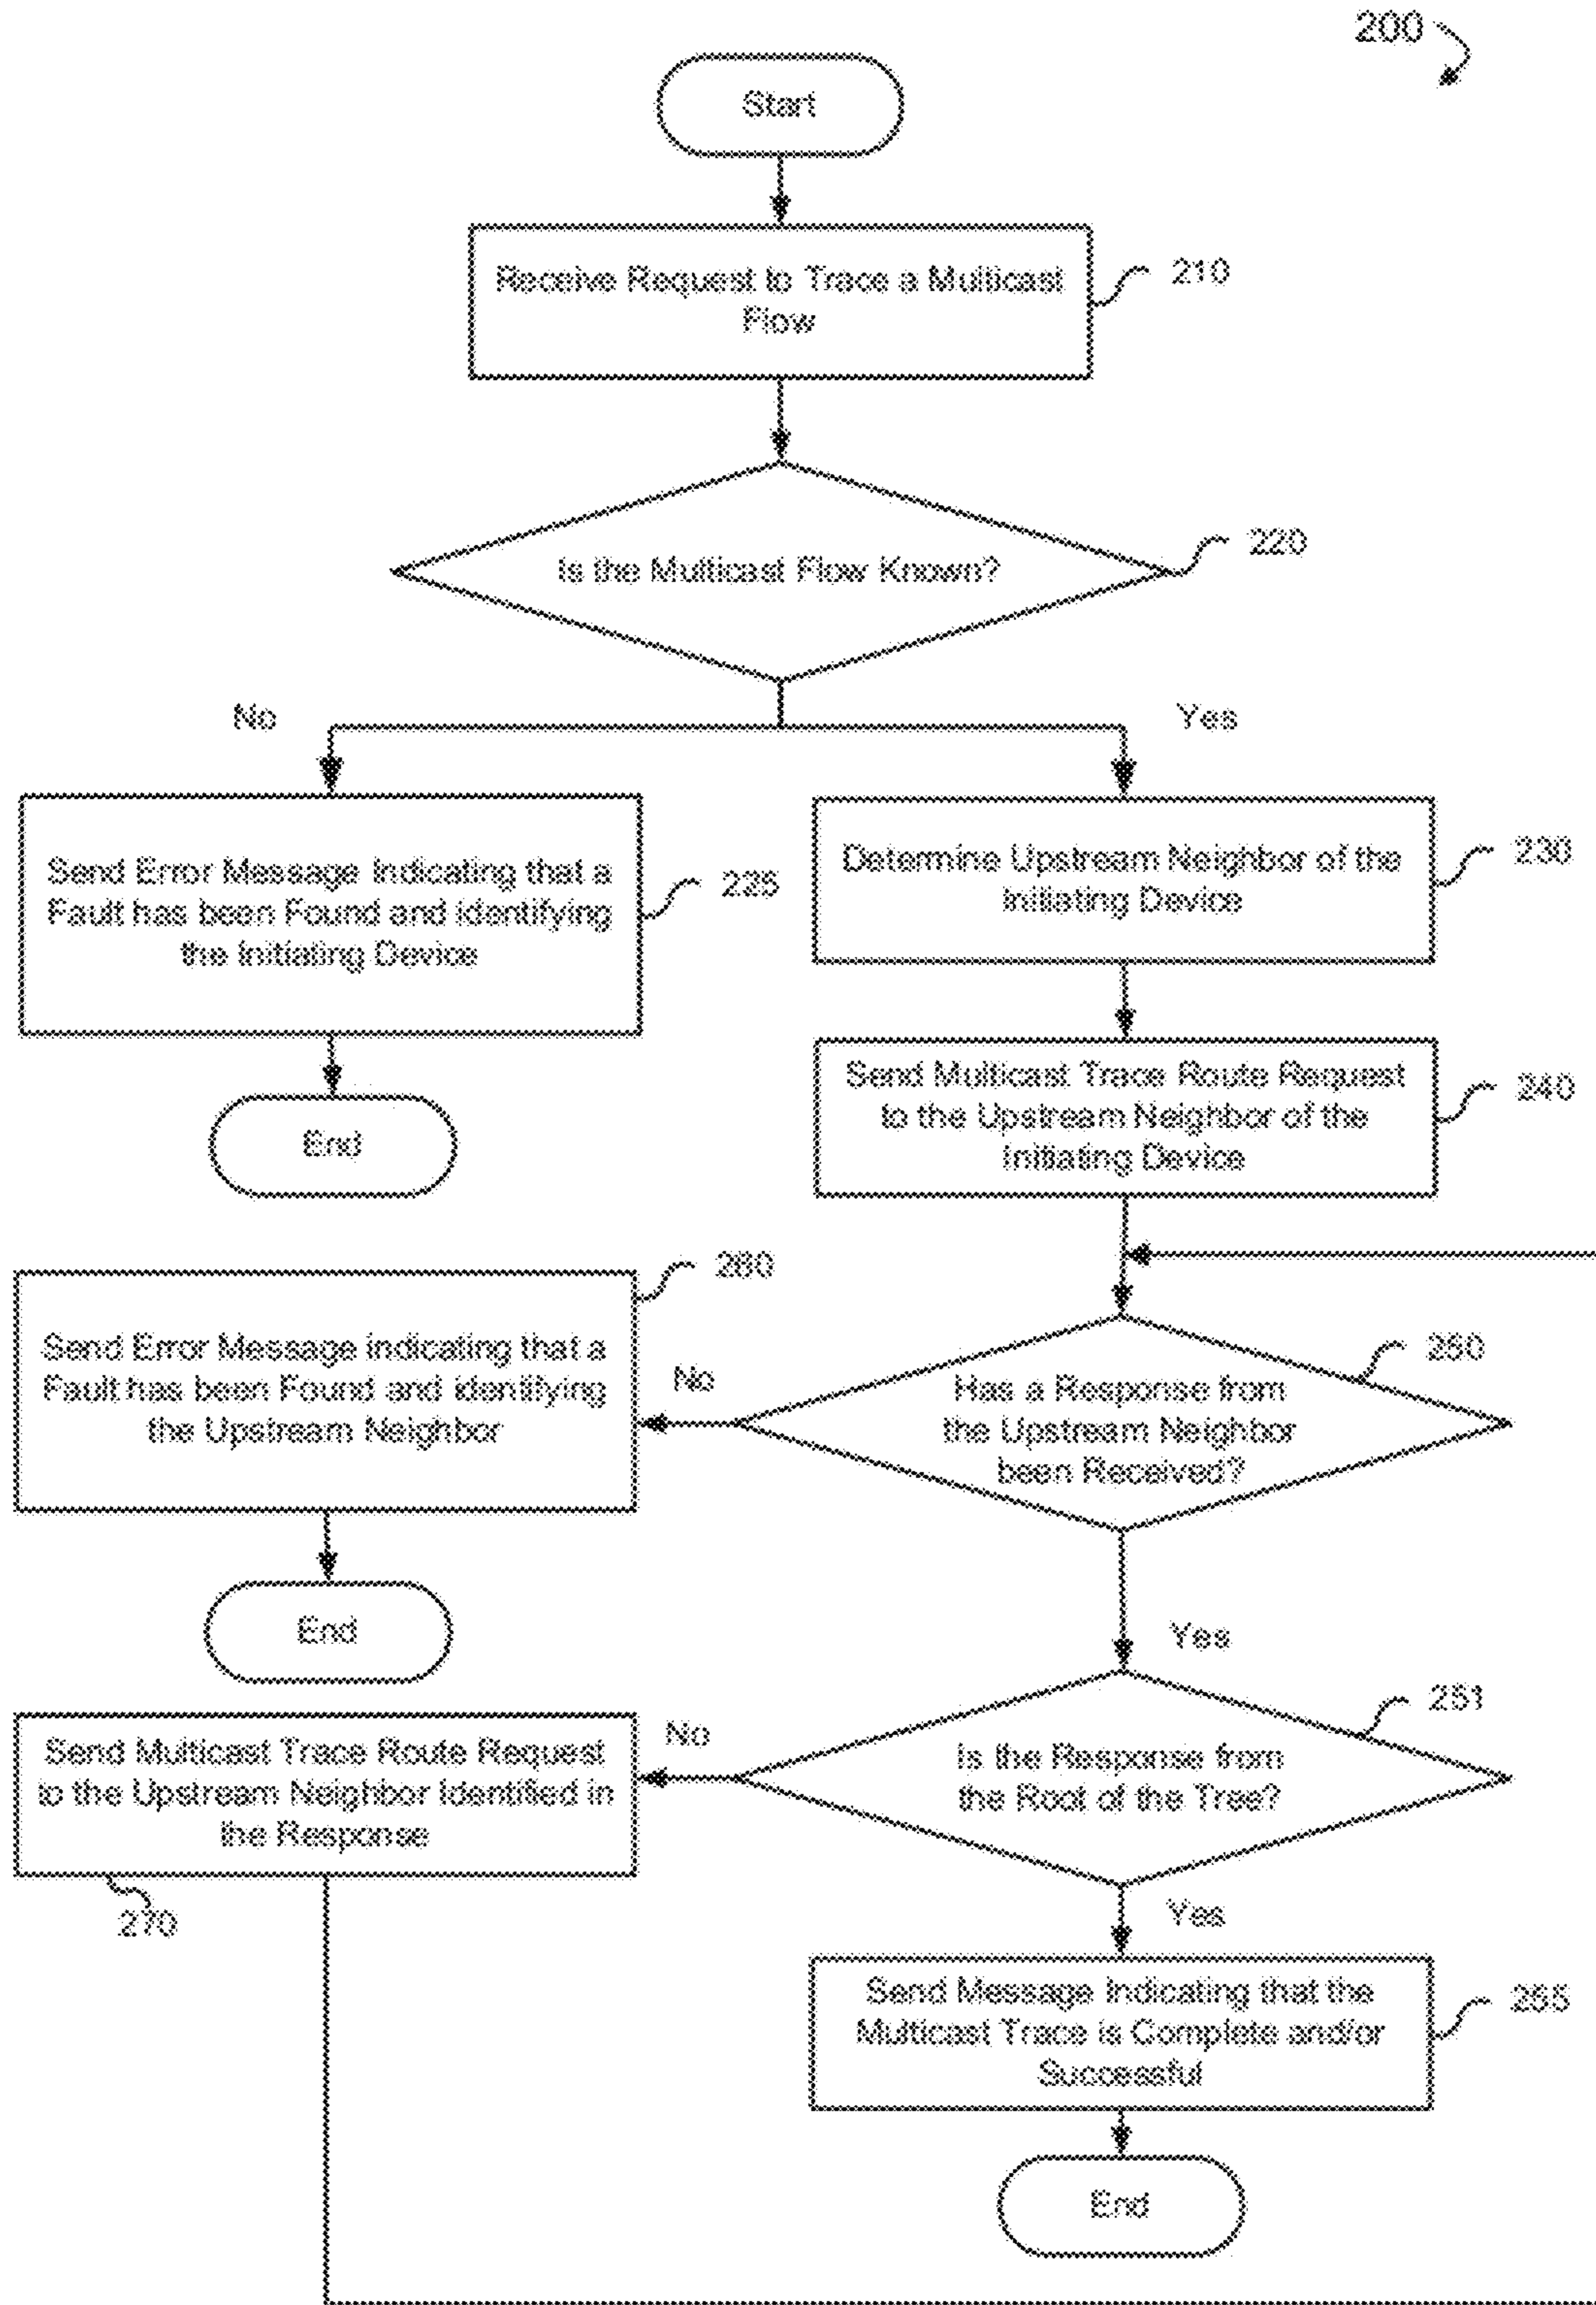 200
Start
Receive Request to Trace a Multicast
Flow
210
Is the Multicast Flow Known?
220
No
Yes
Send Error Message Indicating that a
Fault has been Found and identifying
the Initiating Device
225
Determine Upstream Neighbor of the
Initiating Device
230
End
Send Multicast Trace Route Request
to the Upstream Neighbor of the
Initiating Device
240
260
Send Error Message indicating that a
Fault has been Found and identifying
the Upstream Neighbor
No
Has a Response from
the Upstream Neighbor
been Received?
250
End
Yes
Send Multicast Trace Route Request
to the Upstream Neighbor Identified in
the Response
270
No
Is the Response from
the Root of the Tree?
251
Yes
Send Message Indicating that the
Multicast Trace is Complete and/or
Successful
255
End